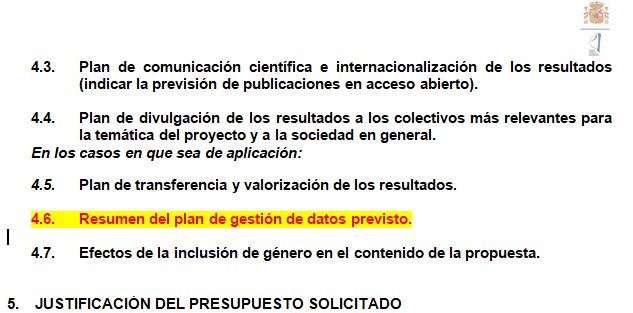 4.3. Plan de comunicación científica e internacionalización de los resultados
(indicar la previsión de publicaciones en acceso abierto).
4.4. Plan de divulgación de los resultados a los colectivos más relevantes para
la temática del proyecto y a la sociedad en general.
En los casos en que sea de aplicación:
4.5. Plan de transferencia y valorización de los resultados.
4.6. Resumen del plan de gestión de datos previsto.
4.7. Efectos de la inclusión de género en el contenido de la propuesta.
5. JUSTIFICACIÓN DEL PRESUPUESTO SOLICITADO